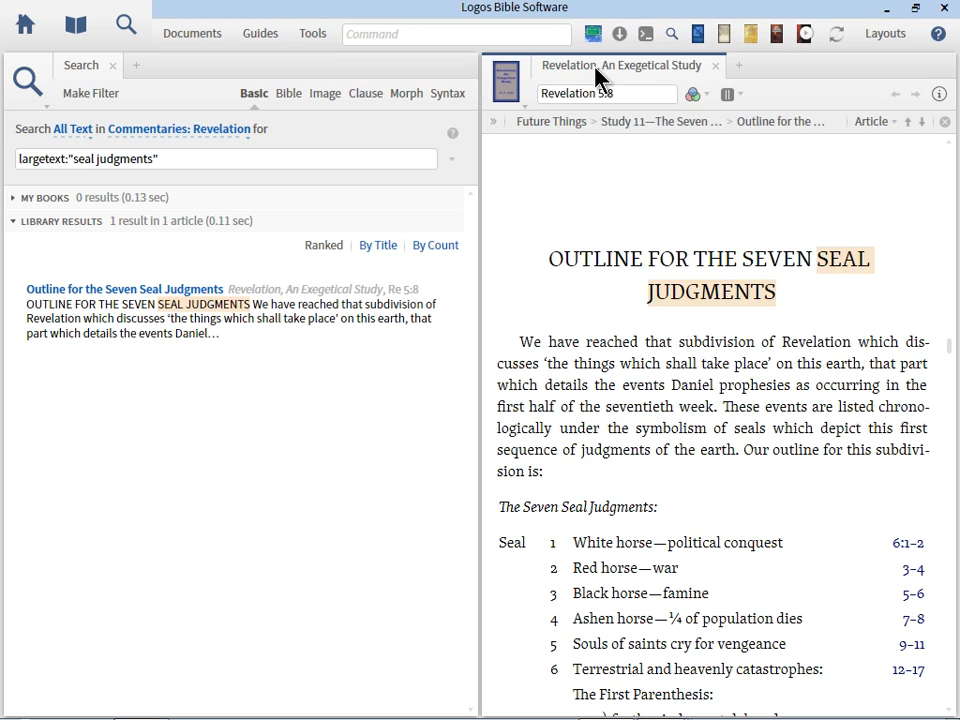 Logos Bible Software
Documents
Guides
Tools
Command
Layouts
Search
Make Filter
Basic Bible Image Clause Morph Syntax
Search All Text in Commentaries: Revelation for
largetext:"seal judgments"
MY BOOKS 0 results (0.13 sec)
LIBRARY RESULTS 1 result in 1 article (0.11 sec)
Ranked | By Title | By Count
Outline for the Seven Seal Judgments Revelation, An Exegetical Study, Re 5:8
OUTLINE FOR THE SEVEN SEAL JUDGMENTS We have reached that subdivision of
Revelation which discusses ‘the things which shall take place’ on this earth, that
part which details the events Daniel…
Revelation, An Exegetical Study
Revelation 5:8
» Future Things > Study 11—The Seven ... > Outline for the ... Article
OUTLINE FOR THE SEVEN SEAL
JUDGMENTS
We have reached that subdivision of Revelation which dis-
cusses ‘the things which shall take place’ on this earth, that part
which details the events Daniel prophesies as occurring in the
first half of the seventieth week. These events are listed chrono-
logically under the symbolism of seals which depict this first
sequence of judgments of the earth. Our outline for this subdivi-
sion is:
The Seven Seal Judgments:
Seal 1 White horse—political conquest 6:1–2
2 Red horse—war 3–4
3 Black horse—famine 5–6
4 Ashen horse—¼ of population dies 7–8
5 Souls of saints cry for vengeance 9–11
6 Terrestrial and heavenly catastrophes: 12–17
The First Parenthesis: